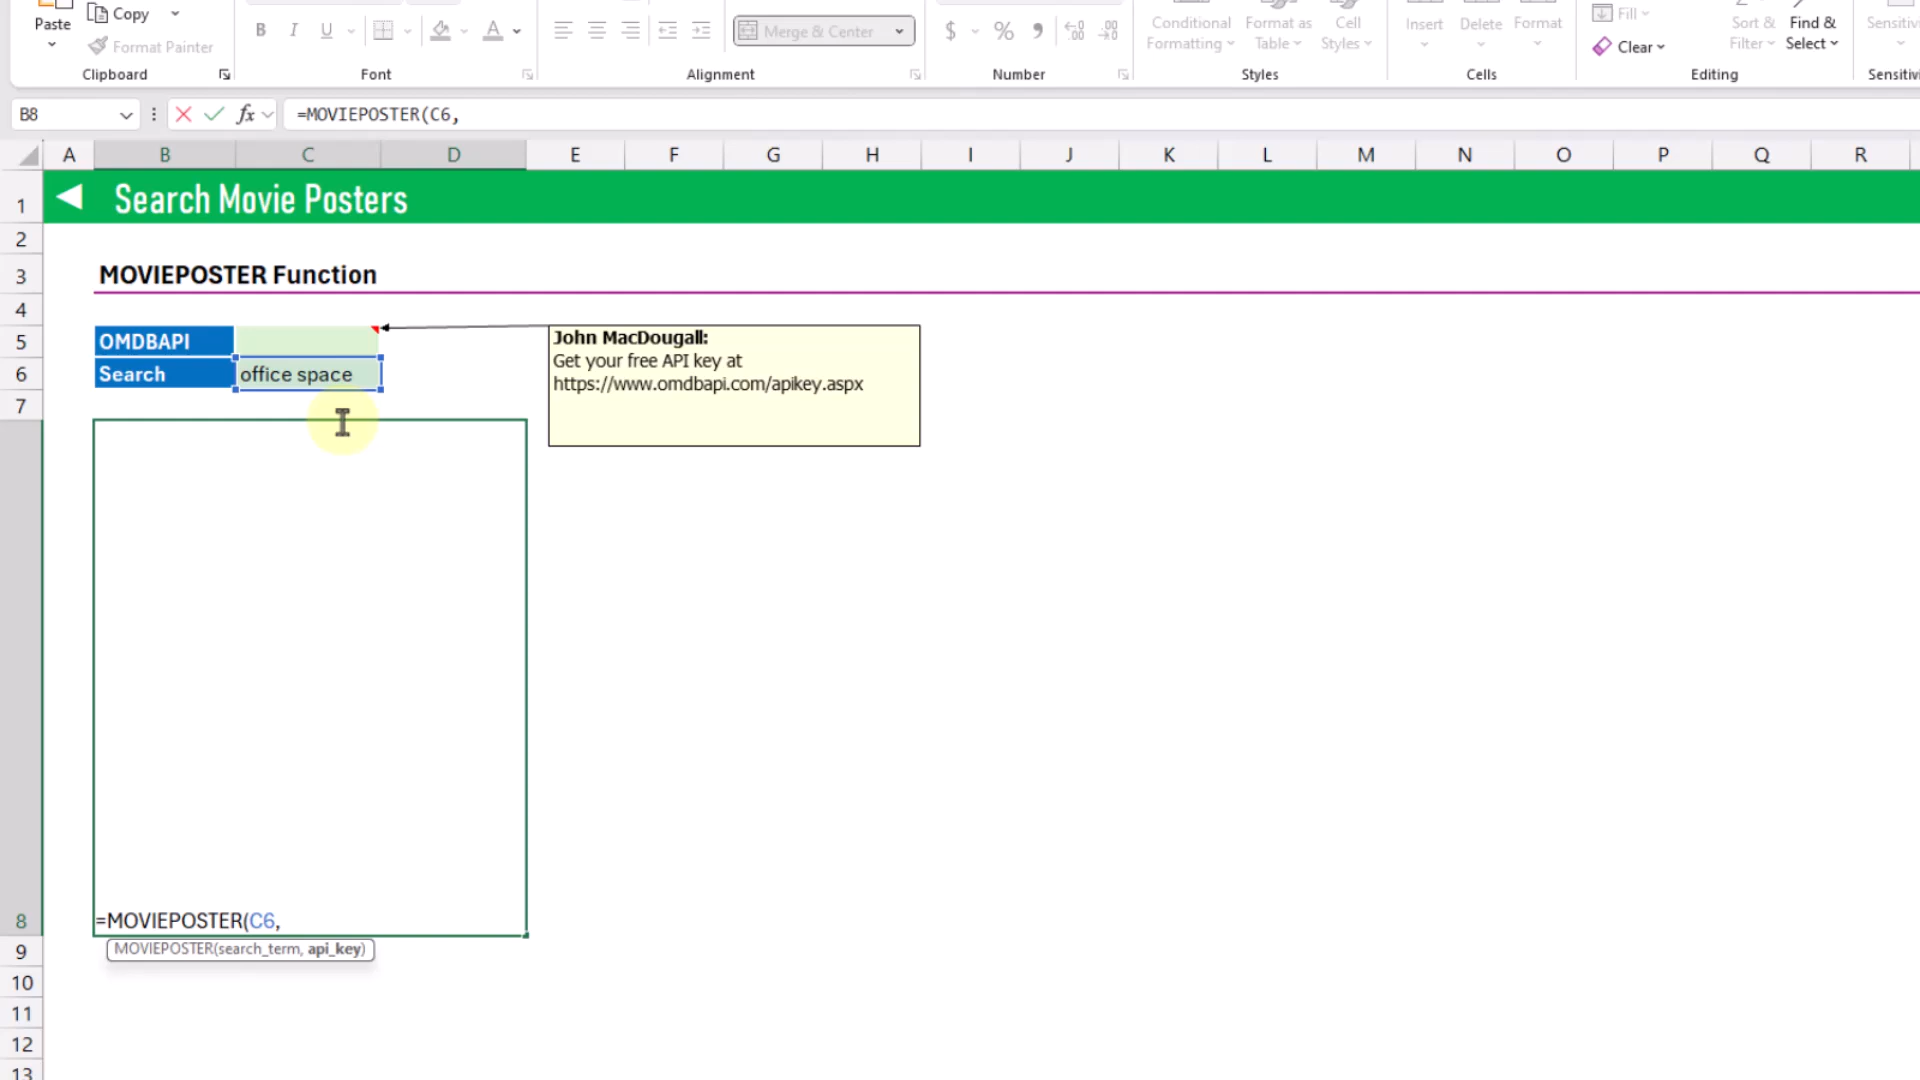 Paste
Copy
Format Painter
Clipboard
B I U
A
Font
Merge & Center
Alignment
$ % 9
Number
Conditional Formatting
Format as Table
Cell Styles
Styles
Insert
Delete
Format
Cells
Fill
Clear
Sort & Filter
Find & Select
Editing
Sensitivi
B8
fx
=MOVIEPOSTER(C6,
A B C D E F G H I J K L M N O P Q R
1 Search Movie Posters
2
3 MOVIEPOSTER Function
4
5 OMDBAPI
John MacDougall:
Get your free API key at
https://www.omdbapi.com/apikey.aspx
6 Search office space
7
8 =MOVIEPOSTER(C6,
MOVIEPOSTER(search_term, api_key)
9
10
11
12
13